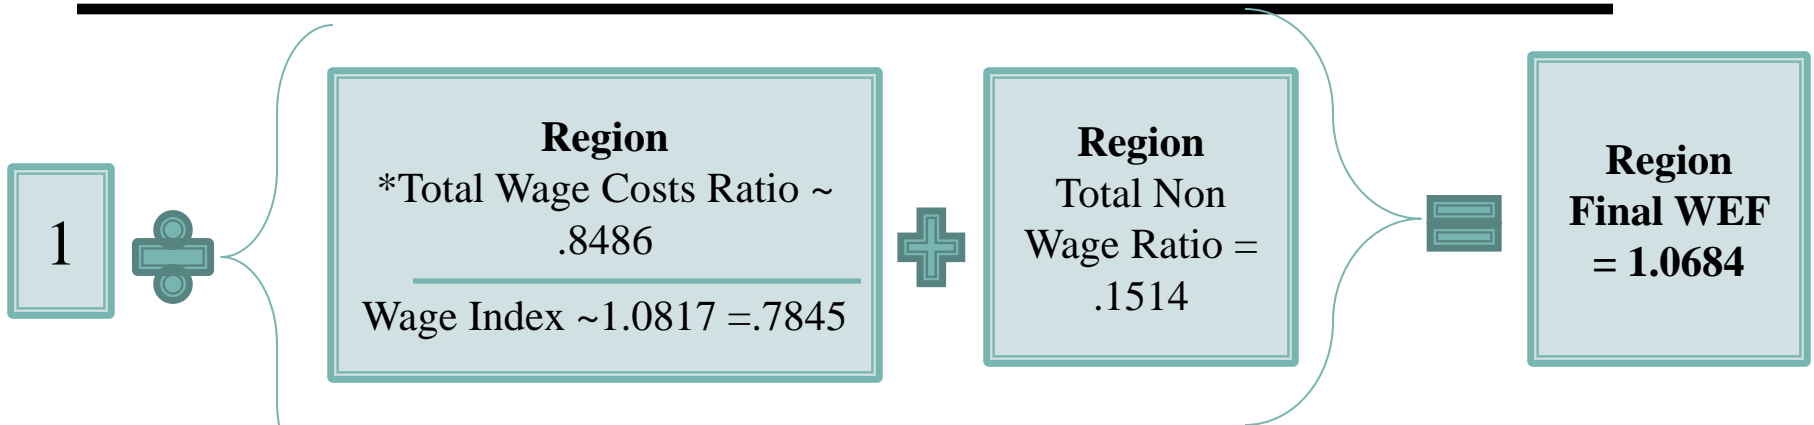 1
Region
*Total Wage Costs Ratio ~
.8486
Wage Index ~1.0817 =.7845
Region
Total Non
Wage Ratio =
.1514
Region
Final WEF
= 1.0684